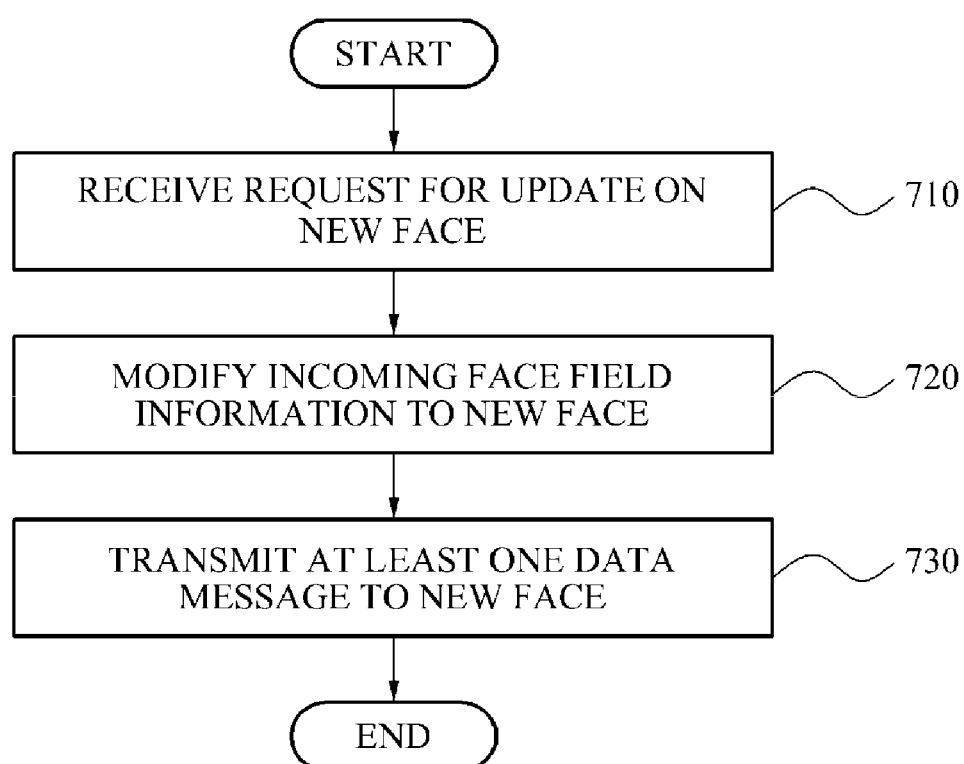 START
RECEIVE REQUEST FOR UPDATE ON
NEW FACE
710
MODIFY INCOMING FACE FIELD
INFORMATION TO NEW FACE
720
TRANSMIT AT LEAST ONE DATA
MESSAGE TO NEW FACE
730
END